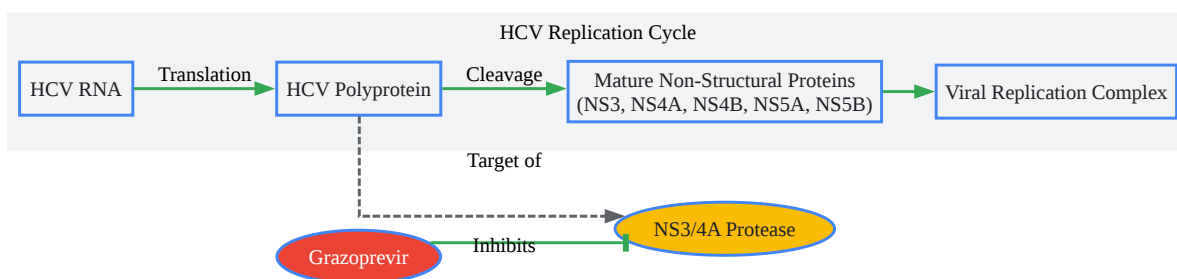 HCV Replication Cycle
HCV RNA
Translation
HCV Polyprotein
Cleavage
Mature Non-Structural Proteins
(NS3, NS4A, NS4B, NS5A, NS5B)
Viral Replication Complex
Target of
NS3/4A Protease
Inhibits
Grazoprevir